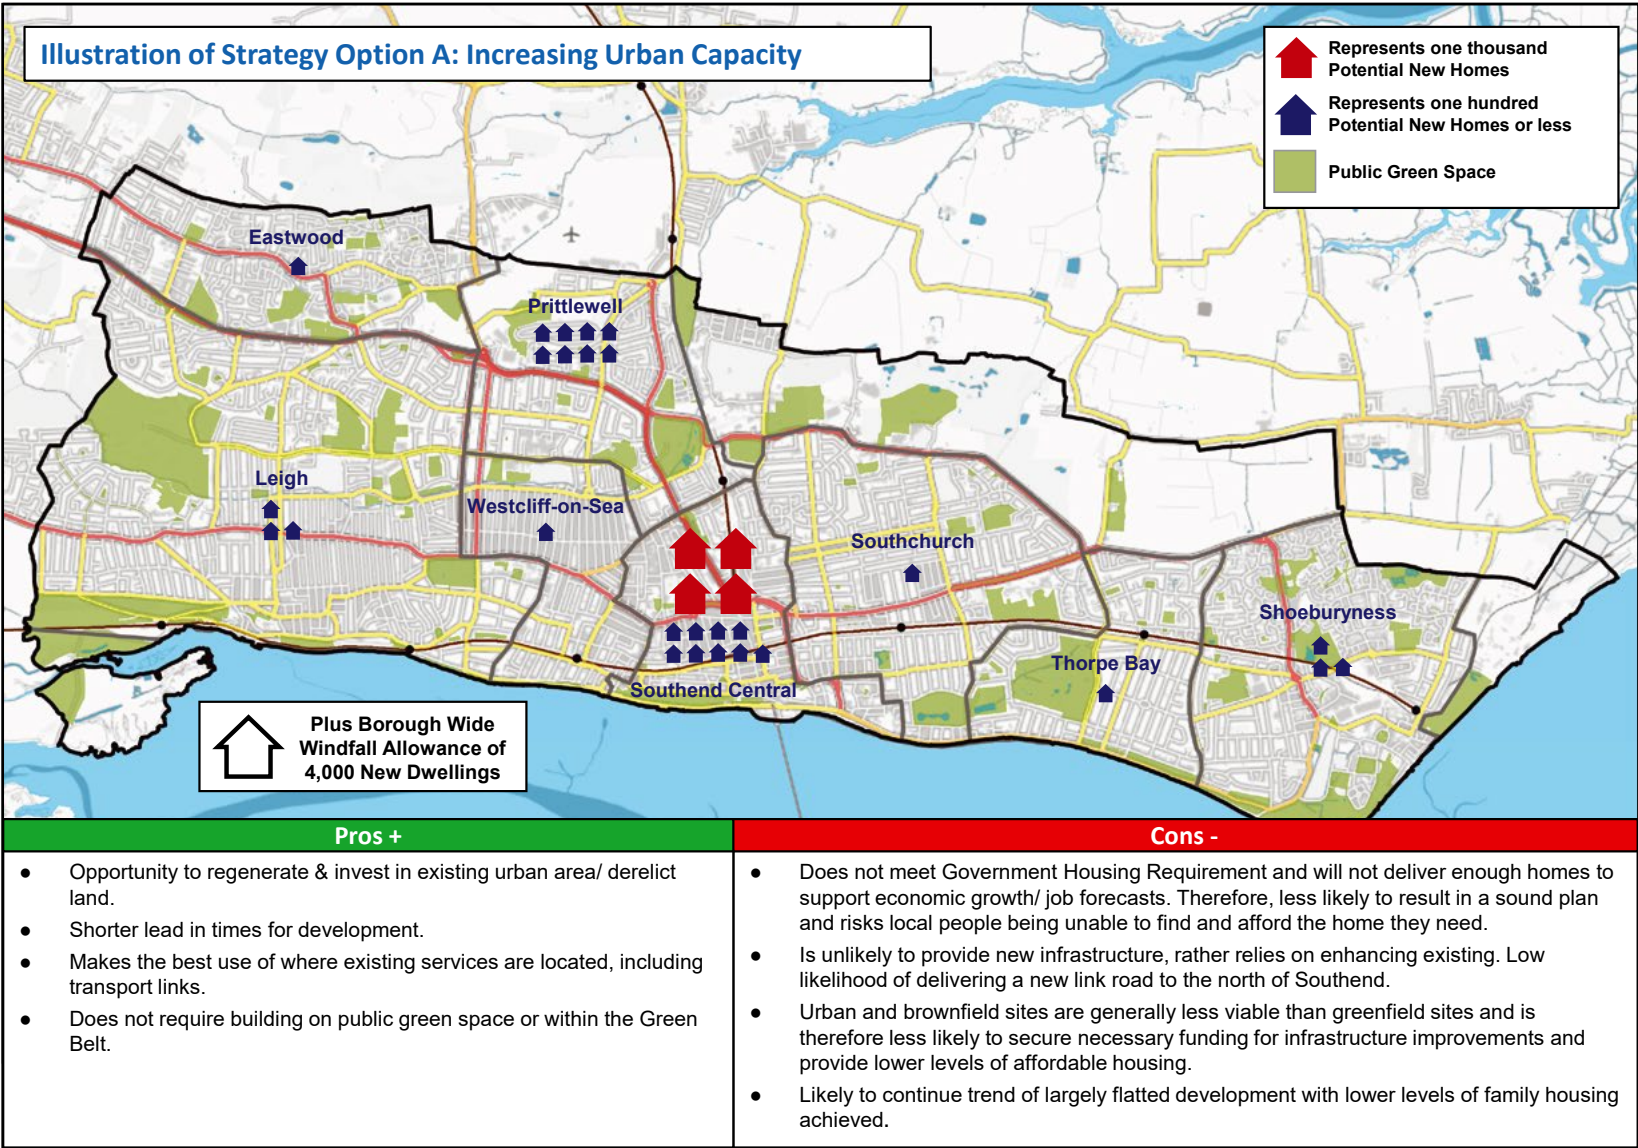 Illustration of Strategy Option A: Increasing Urban Capacity
Represents one thousand
Potential New Homes
Represents one hundred
Potential New Homes or less
Public Green Space
Eastwood
Prittlewell
Leigh
Westcliff-on-Sea
Southchurch
Shoeburyness
Thorpe Bay
Southend Central
Plus Borough Wide
Windfall Allowance of
4,000 New Dwellings
Pros +
● Opportunity to regenerate & invest in existing urban area/ derelict
land.
● Shorter lead in times for development.
● Makes the best use of where existing services are located, including
transport links.
● Does not require building on public green space or within the Green
Belt.
Cons -
● Does not meet Government Housing Requirement and will not deliver enough homes to
support economic growth/ job forecasts. Therefore, less likely to result in a sound plan
and risks local people being unable to find and afford the home they need.
● Is unlikely to provide new infrastructure, rather relies on enhancing existing. Low
likelihood of delivering a new link road to the north of Southend.
● Urban and brownfield sites are generally less viable than greenfield sites and is
therefore less likely to secure necessary funding for infrastructure improvements and
provide lower levels of affordable housing.
● Likely to continue trend of largely flatted development with lower levels of family housing
achieved.